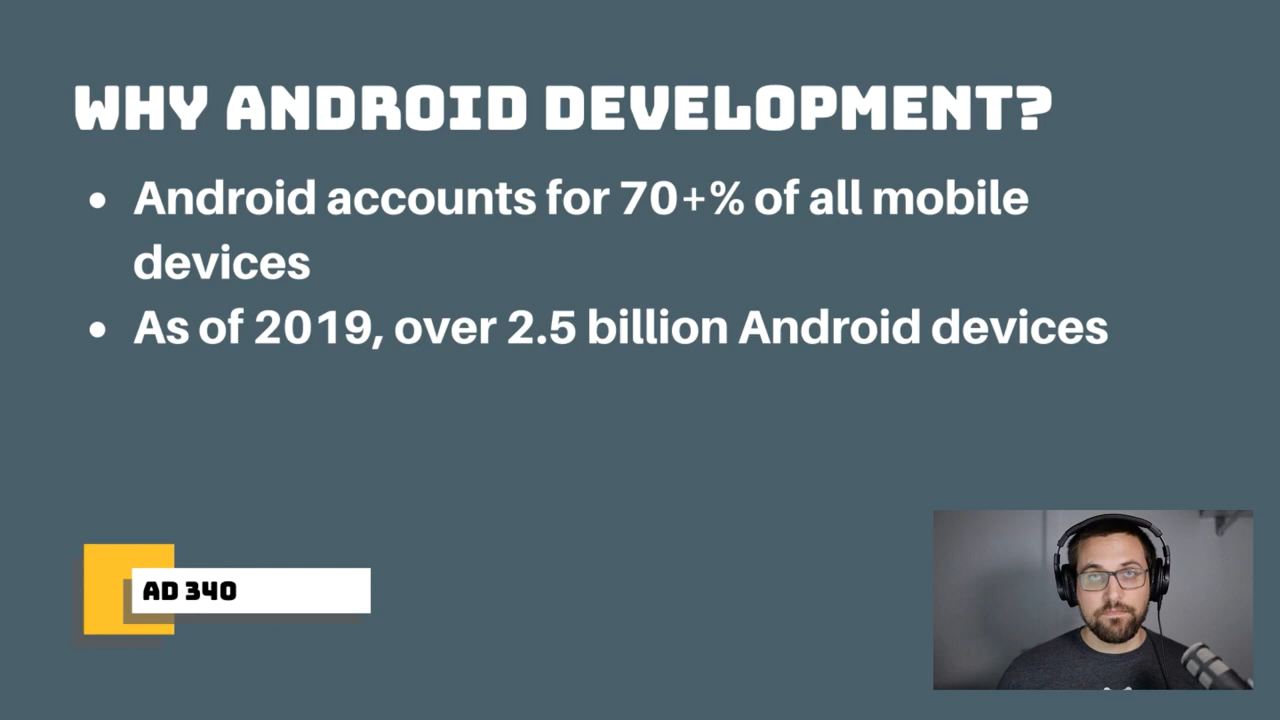 WHY ANDROID DEVELOPMENT?
• Android accounts for 70+% of all mobile
devices
• As of 2019, over 2.5 billion Android devices
AD 340